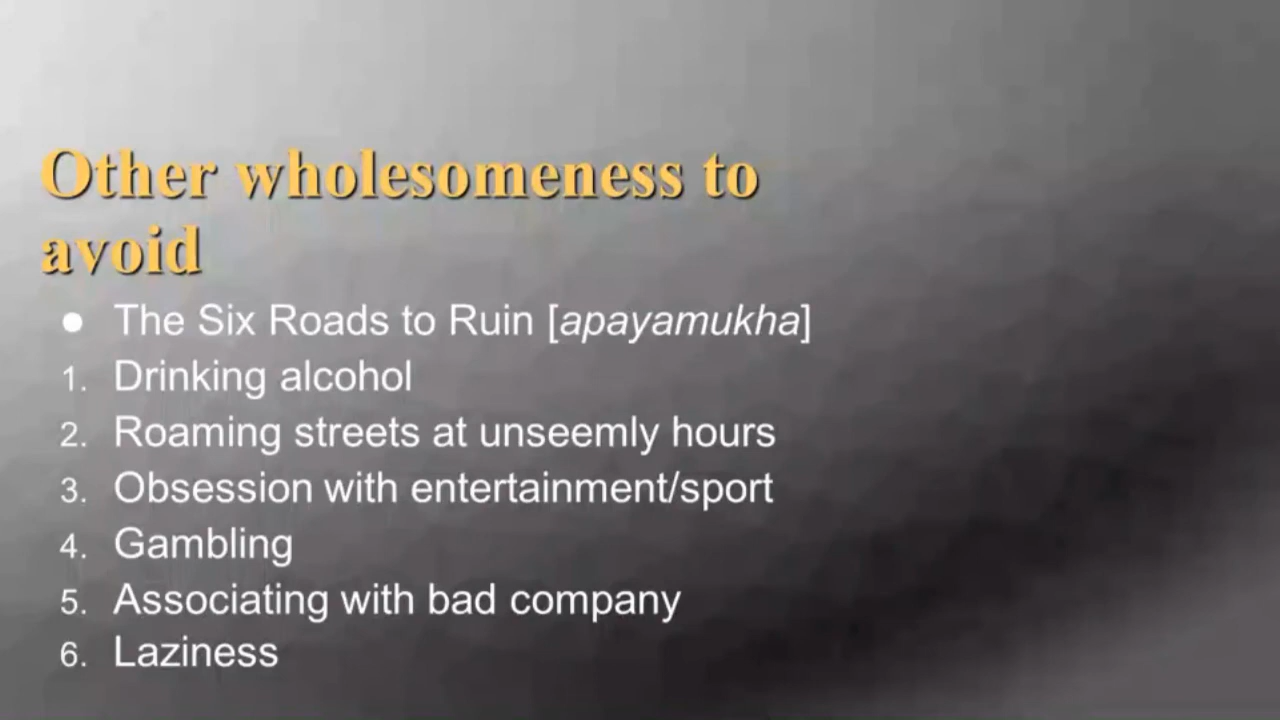 Other wholesomeness to
avoid
● The Six Roads to Ruin [apayamukha]
1. Drinking alcohol
2. Roaming streets at unseemly hours
3. Obsession with entertainment/sport
4. Gambling
5. Associating with bad company
6. Laziness